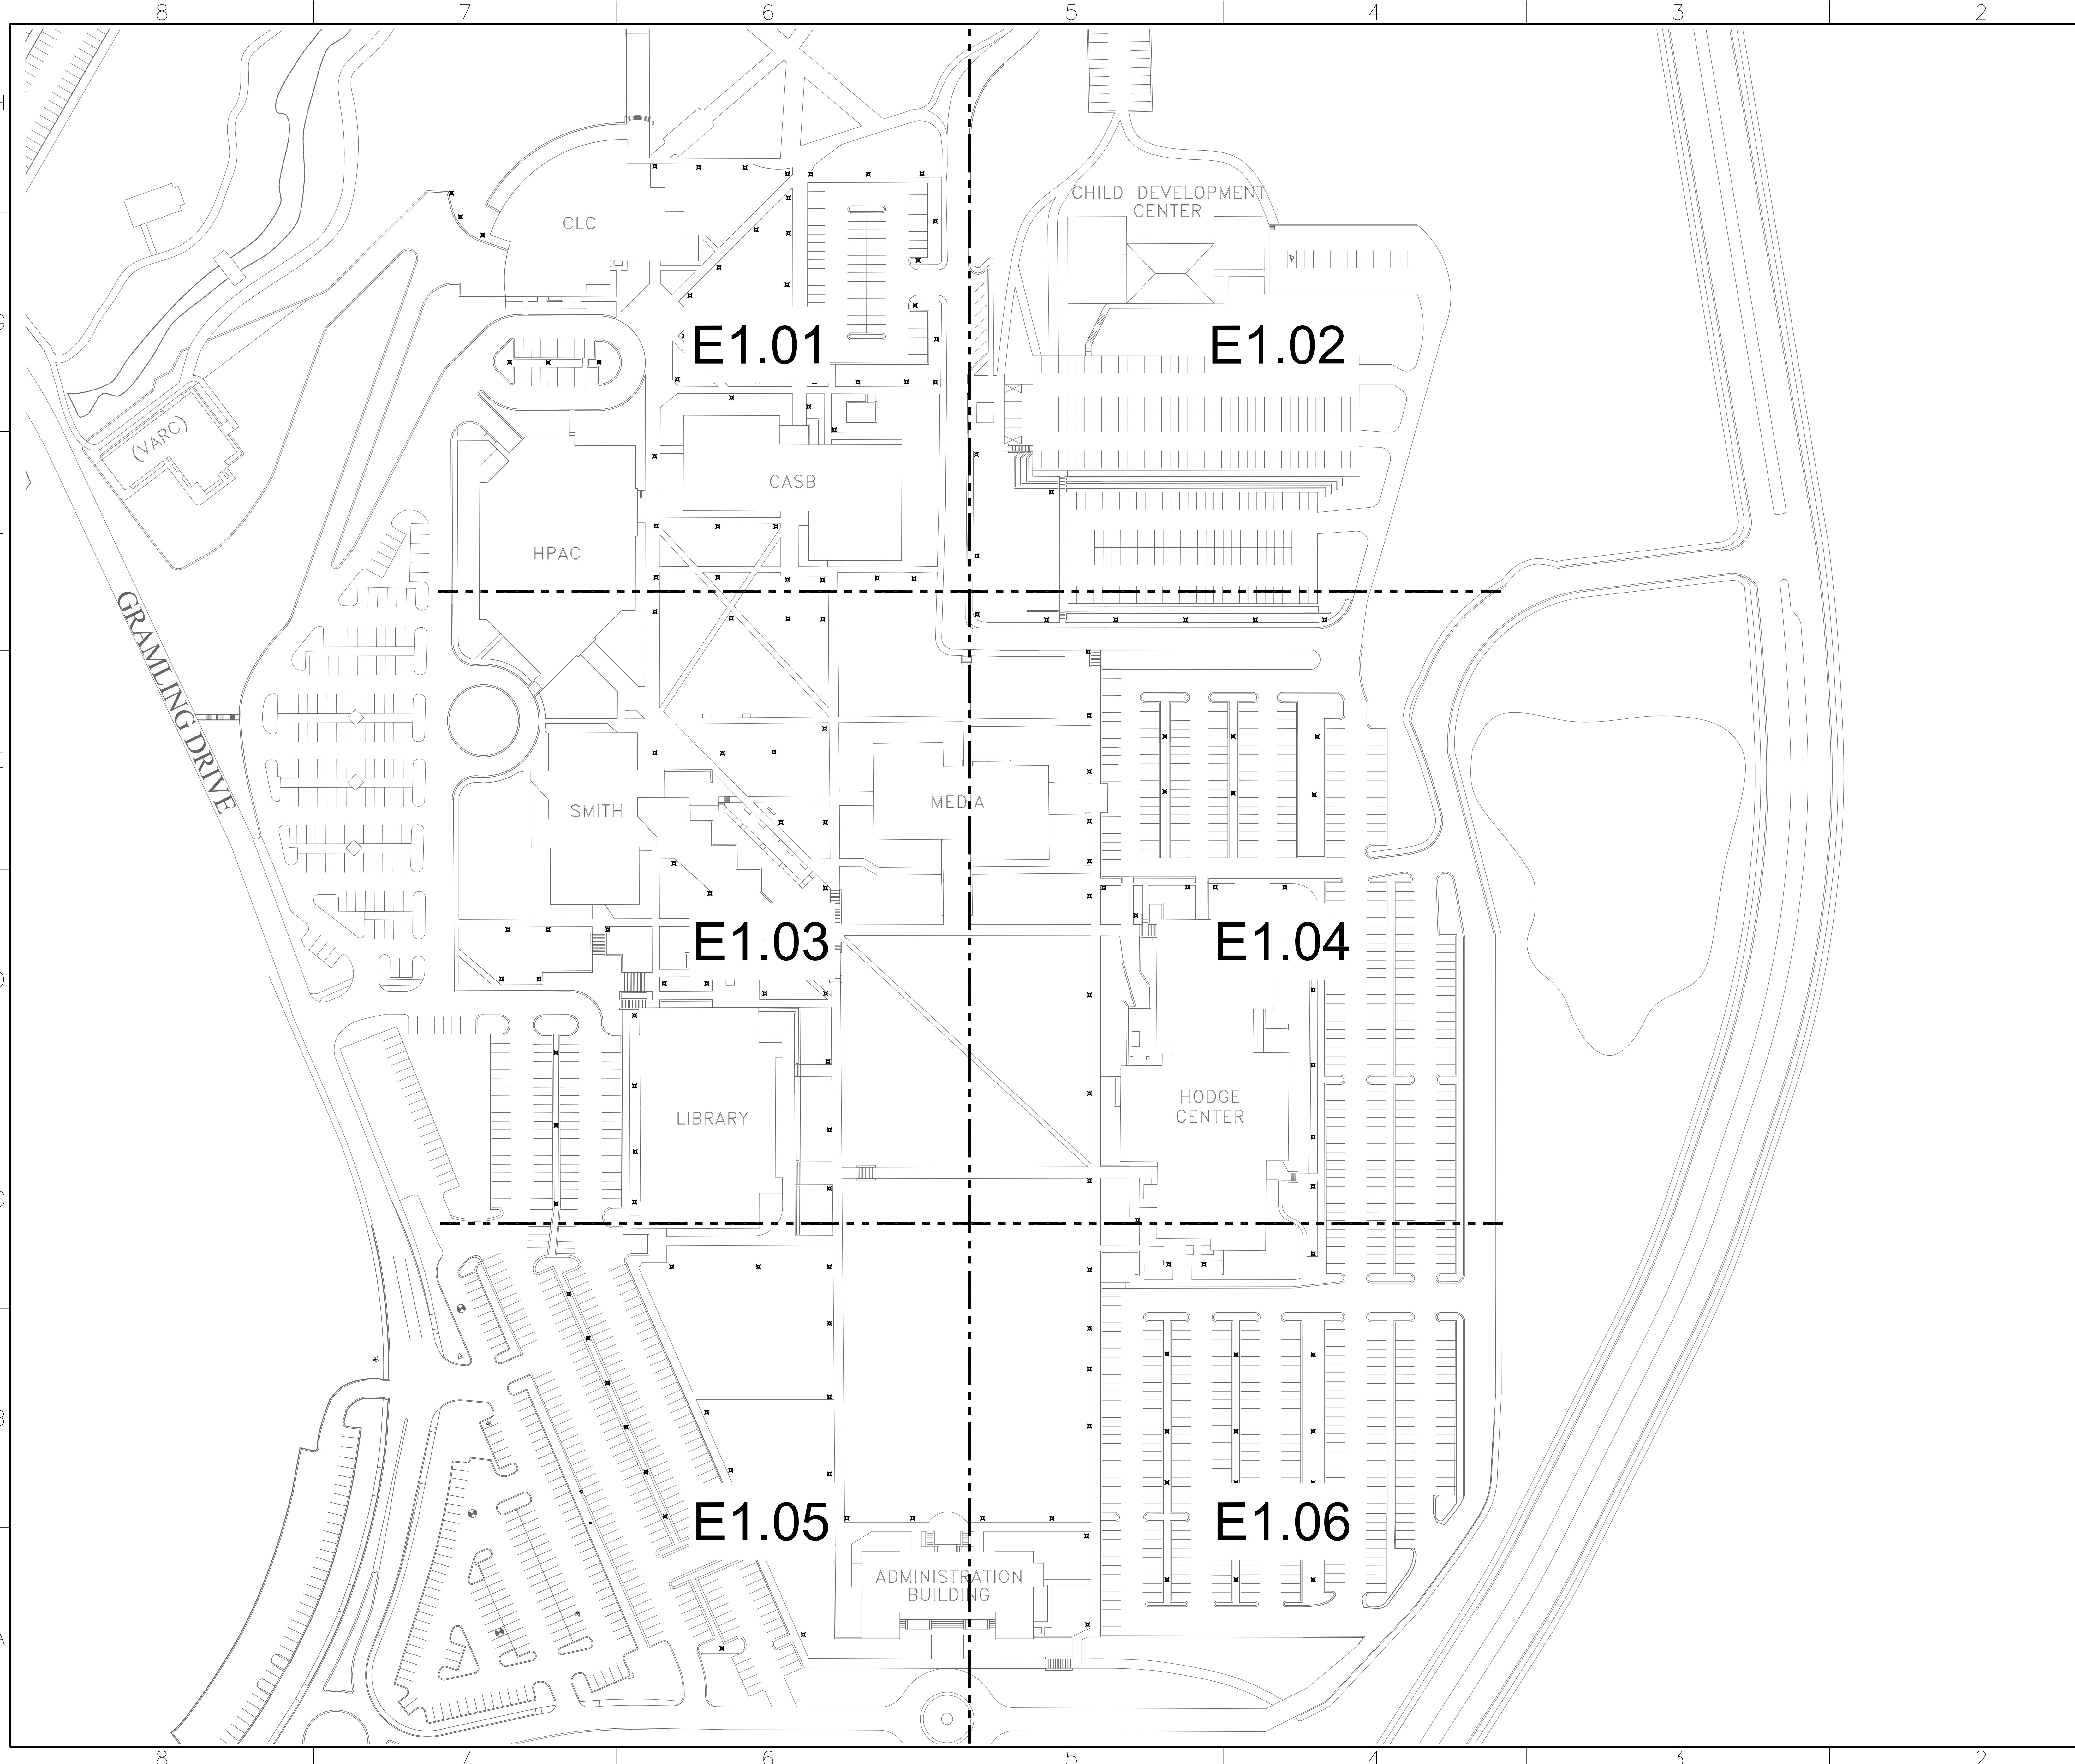 8 7 6 5 4 3 2
H
CHILD DEVELOPMENT
CENTER
CLC
G
E1.01
E1.02
(VARC)
CASB
HPAC
GRAMLING DRIVE
SMITH
MEDIA
E1.03
E1.04
D
HODGE
CENTER
LIBRARY
C
B
E1.05
E1.06
ADMINISTRATION
BUILDING
A
8 7 6 5 4 3 2